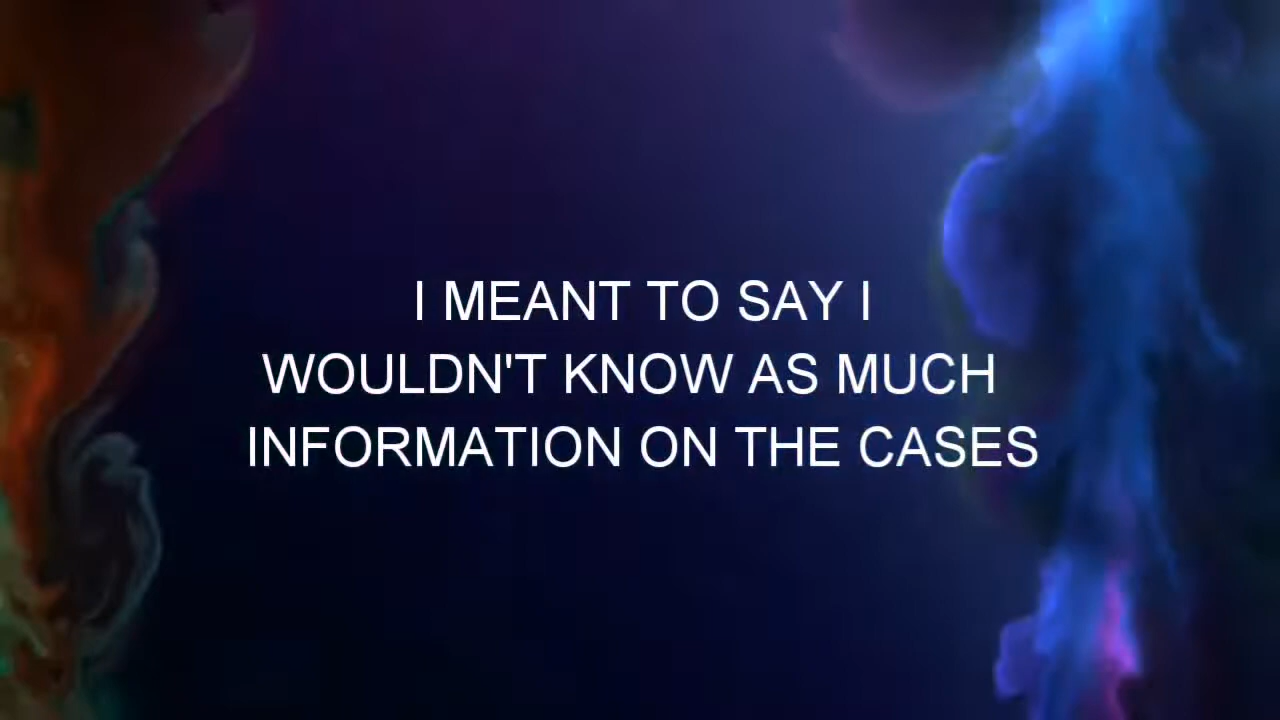 I MEANT TO SAY I
WOULDN'T KNOW AS MUCH
INFORMATION ON THE CASES